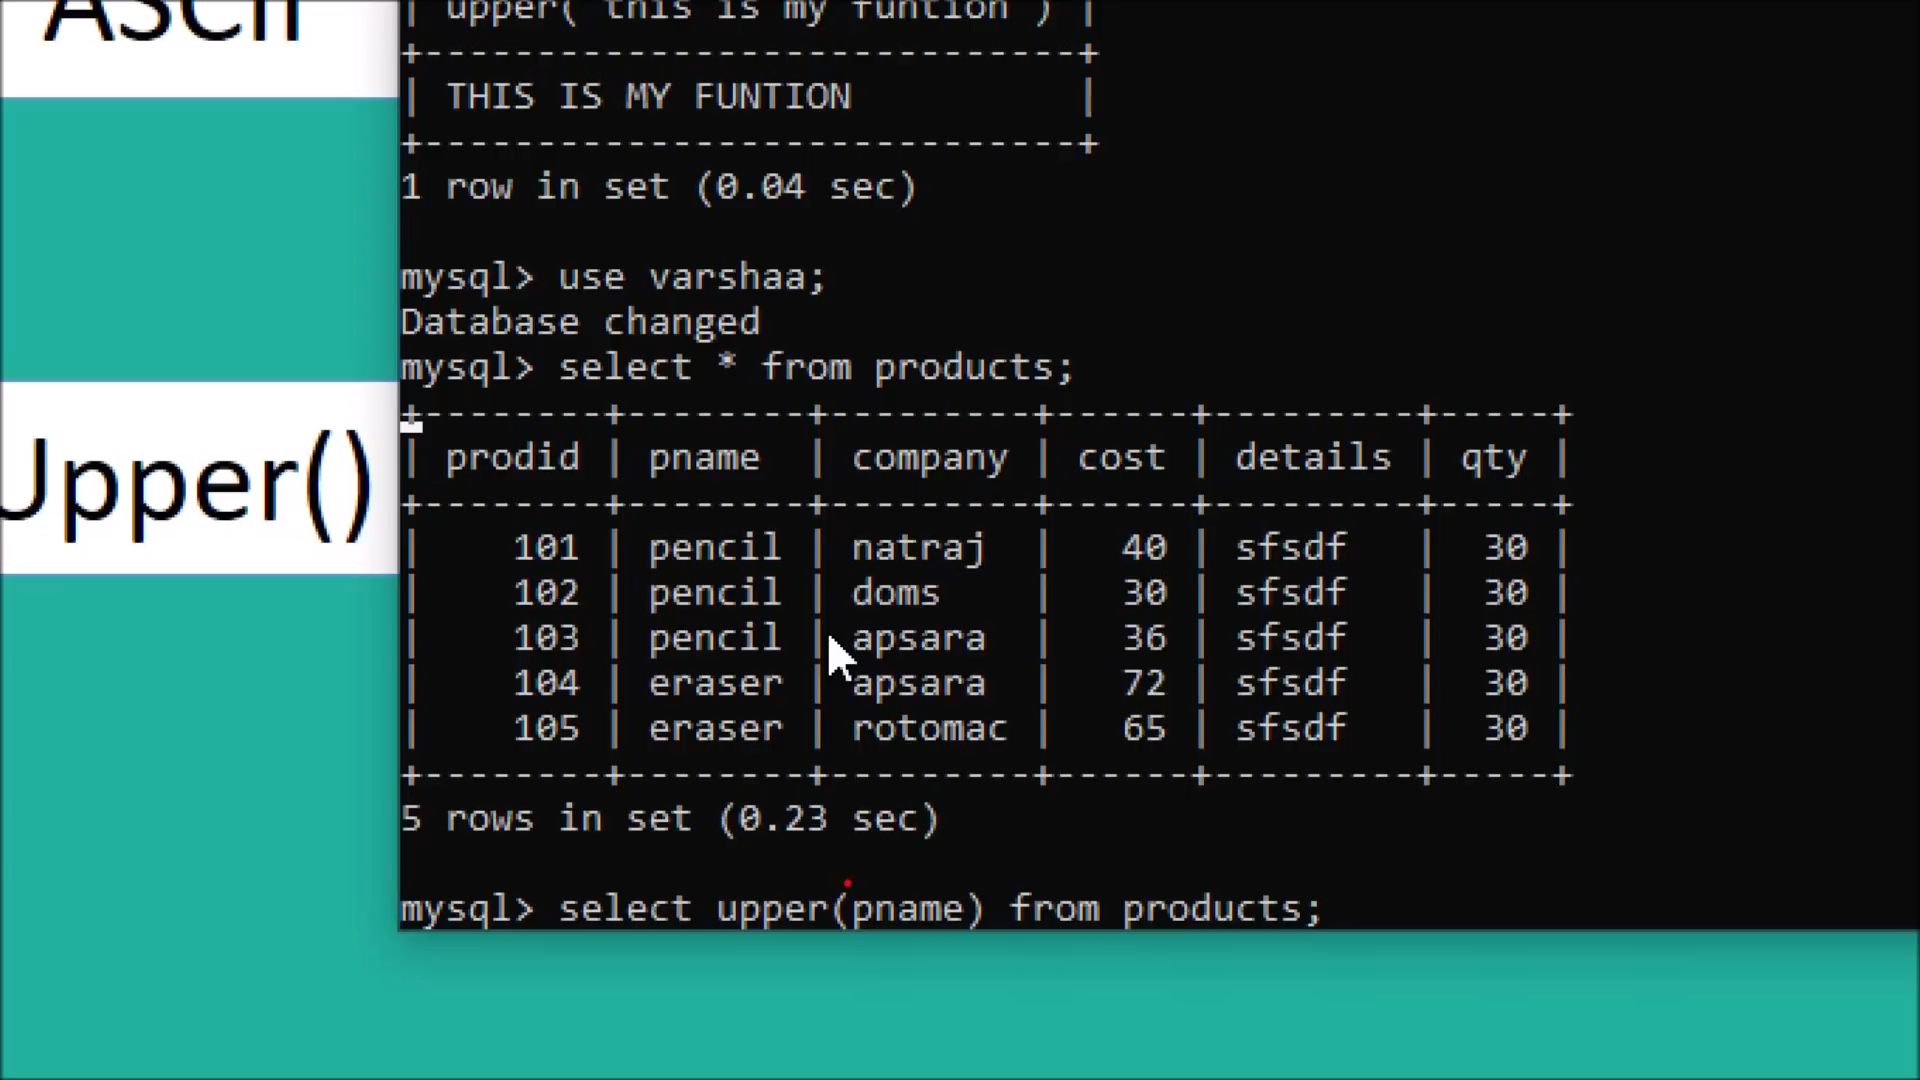 ASCII
upper( this is my funtion )
+-----------------------------+
| THIS IS MY FUNTION          |
+-----------------------------+
1 row in set (0.04 sec)
mysql> use varshaa;
Database changed
mysql> select * from products;
+--------+--------+---------+------+---------+-----+
| prodid | pname  | company | cost | details | qty |
+--------+--------+---------+------+---------+-----+
|    101 | pencil | natraj  |   40 | sfsdf   |  30 |
|    102 | pencil | doms    |   30 | sfsdf   |  30 |
|    103 | pencil | apsara  |   36 | sfsdf   |  30 |
|    104 | eraser | apsara  |   72 | sfsdf   |  30 |
|    105 | eraser | rotomac |   65 | sfsdf   |  30 |
+--------+--------+---------+------+---------+-----+
5 rows in set (0.23 sec)
mysql> select upper(pname) from products;
Upper()